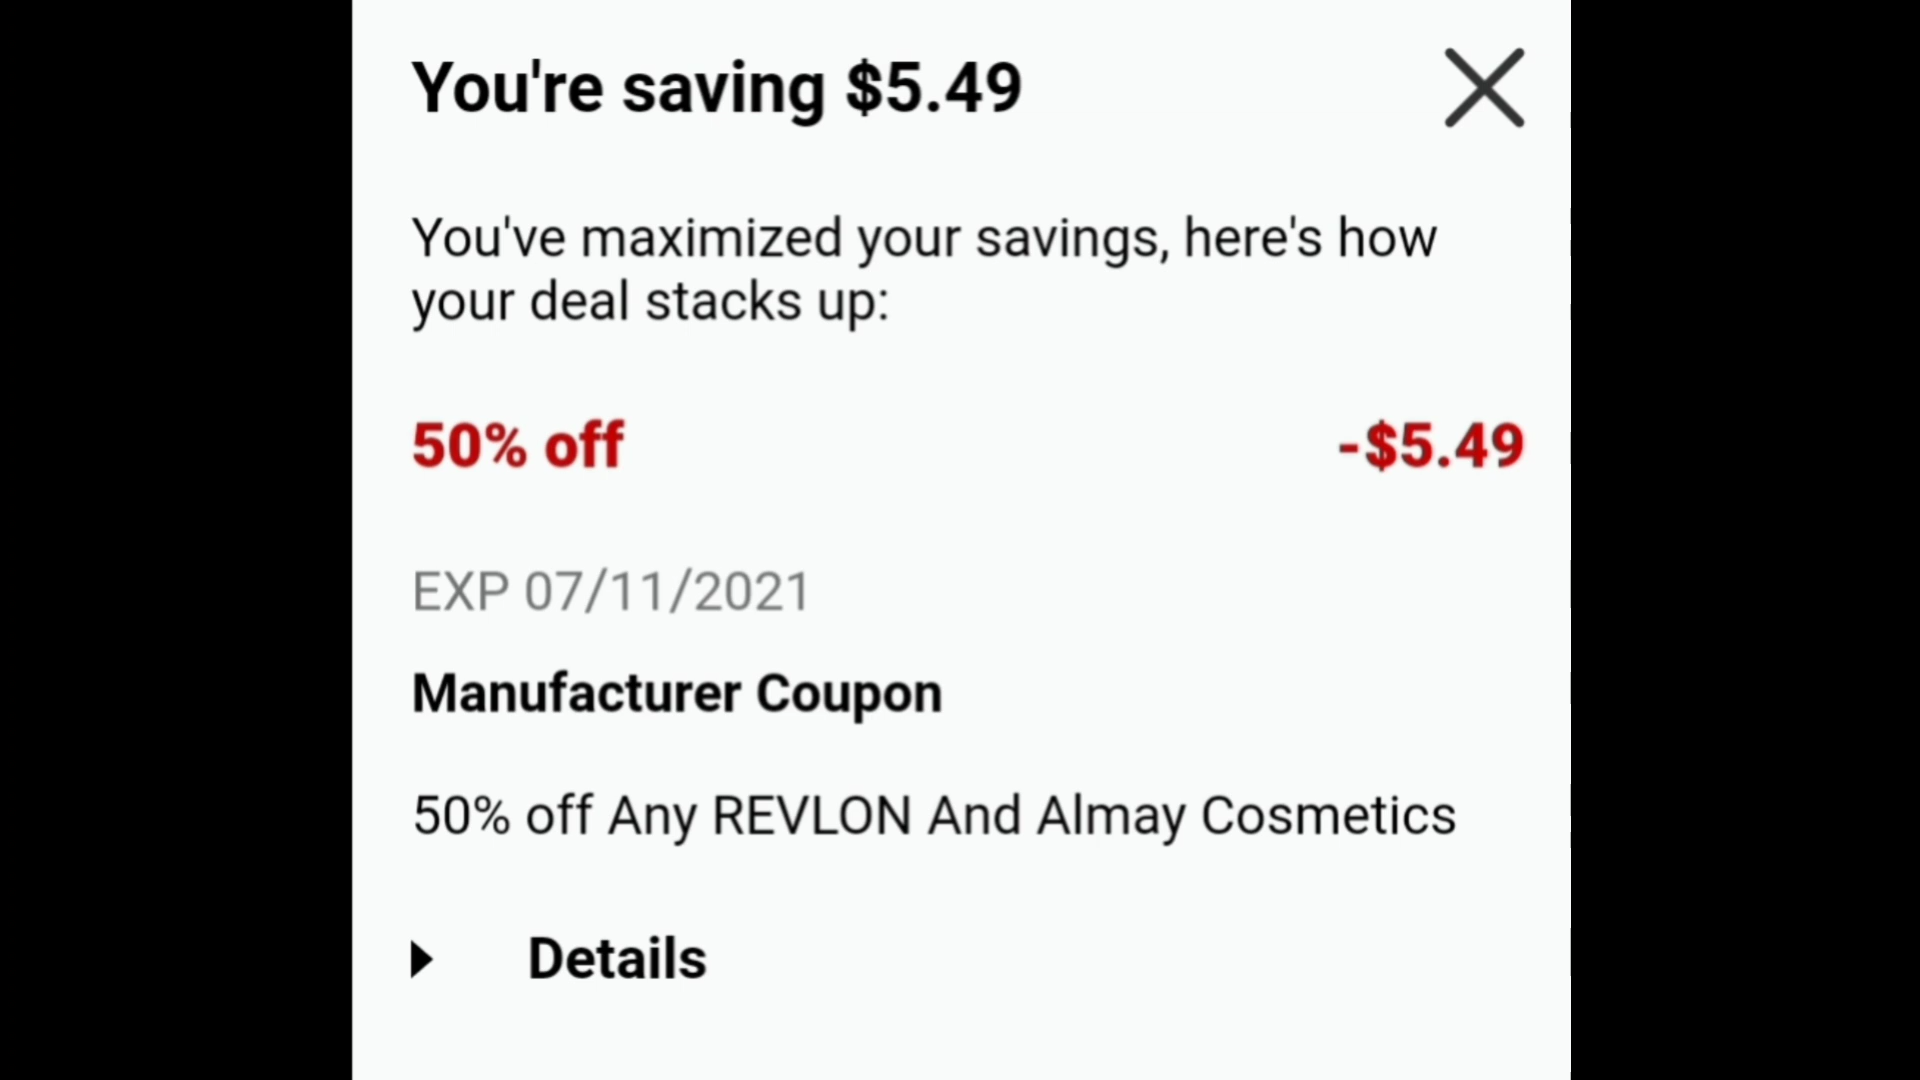 You're saving $5.49
You've maximized your savings, here's how
your deal stacks up:
50% off -$5.49
EXP 07/11/2021
Manufacturer Coupon
50% off Any REVLON And Almay Cosmetics
Details